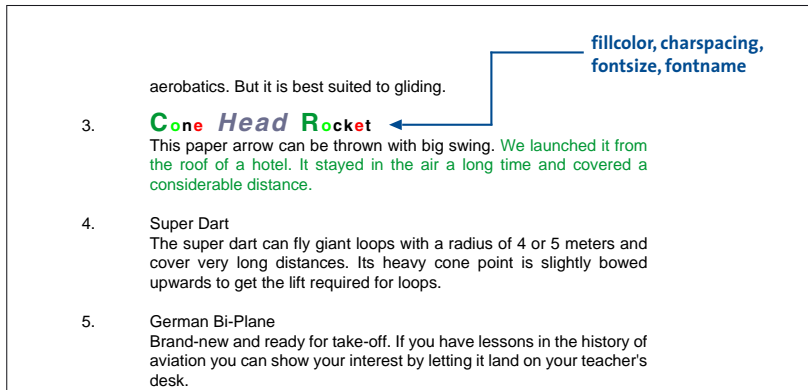 fillcolor, charspacing,
fontsize, fontname
aerobatics. But it is best suited to gliding.
3. Cone Head Rocket
This paper arrow can be thrown with big swing. We launched it from
the roof of a hotel. It stayed in the air a long time and covered a
considerable distance.
4. Super Dart
The super dart can fly giant loops with a radius of 4 or 5 meters and
cover very long distances. Its heavy cone point is slightly bowed
upwards to get the lift required for loops.
5. German Bi-Plane
Brand-new and ready for take-off. If you have lessons in the history of
aviation you can show your interest by letting it land on your teacher's
desk.